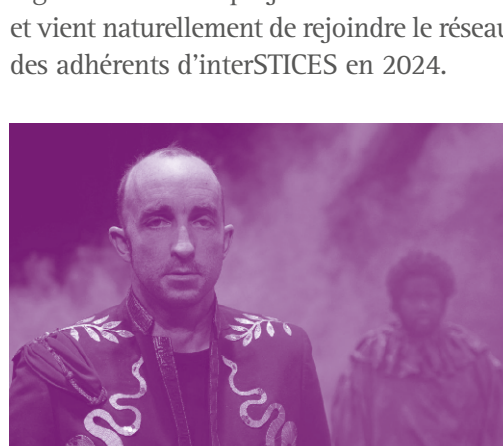 et vient naturellement de rejoindre le réseau
des adhérents d’interSTICES en 2024.